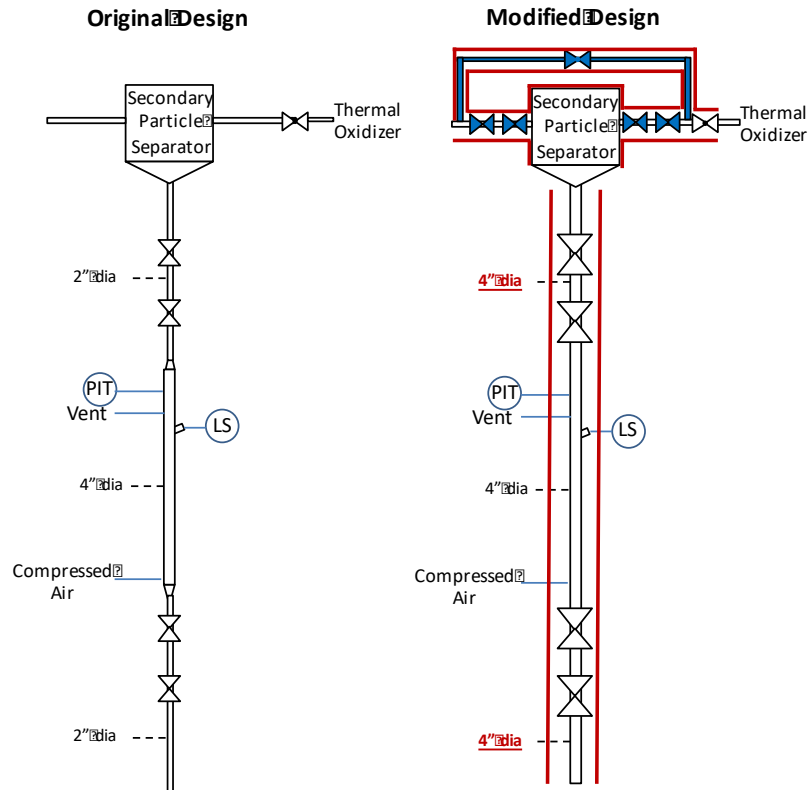 Original�Design
Secondary
Particle�
Separator
Thermal
Oxidizer
2”�dia
PIT
Vent
LS
4”�dia
Compressed�
Air
2”�dia
Modified�Design
Secondary
Particle�
Separator
Thermal
Oxidizer
4”�dia
PIT
Vent
LS
4”�dia
Compressed�
Air
4”�dia